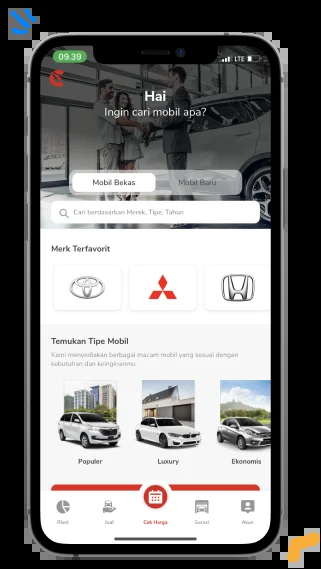 09.39
LTE
Hai
Ingin cari mobil apa?
Mobil Bekas
Mobil Baru
Cari berdasarkan Merek, Tipe, Tahun
Merk Terfavorit
Temukan Tipe Mobil
Kami menyediakan berbagai macam mobil yang sesuai dengan
kebutuhan dan keinginanmu
Populer
Luxury
Ekonomis
Riset
Jual
Cek Harga
Garasi
Akun